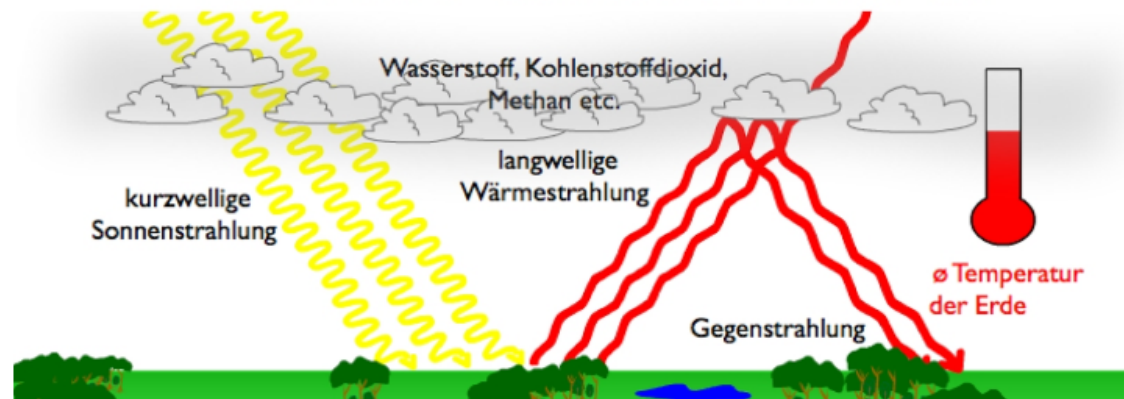 Wasserstoff, Kohlenstoffdioxid,
Methan etc.
langwellige
Wärmestrahlung
kurzwellige
Sonnenstrahlung
ø Temperatur
der Erde
Gegenstrahlung